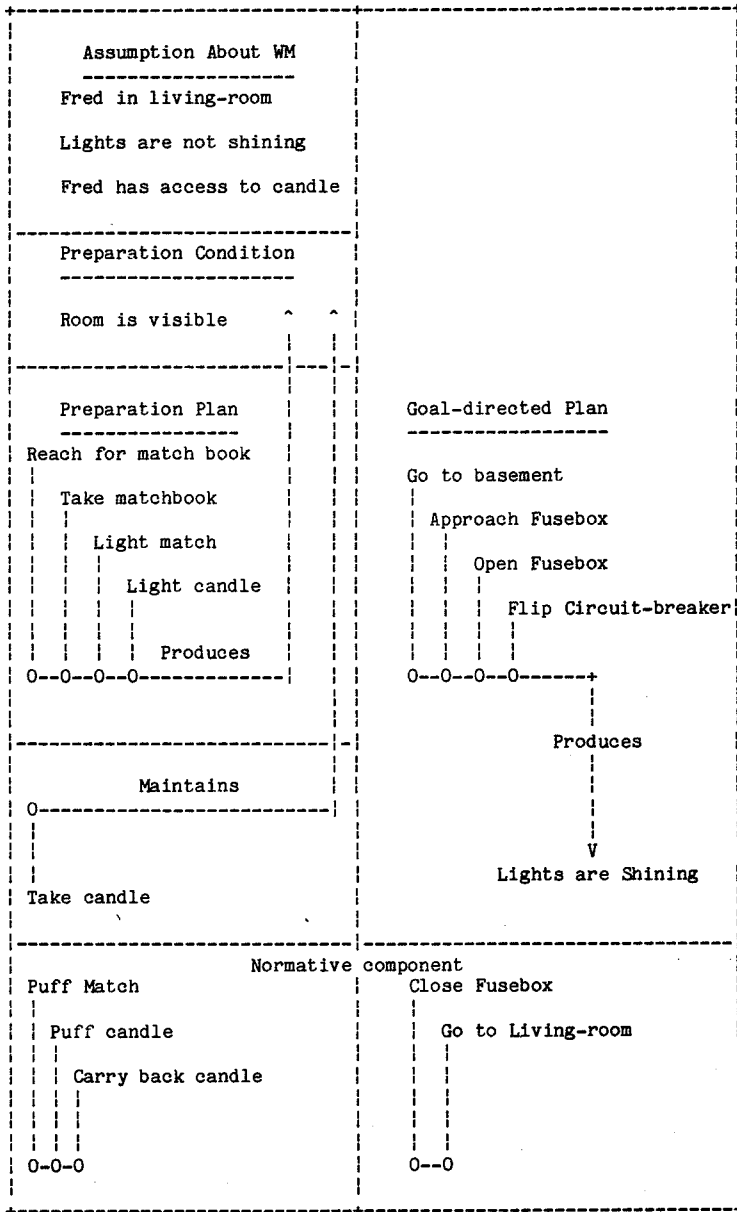 Assumption About WM
Fred in living-room
Lights are not shining
Fred has access to candle
Preparation Condition
Room is visible
Preparation Plan
Reach for match book
Take matchbook
Light match
Light candle
Produces
Goal-directed Plan
Go to basement
Approach Fusebox
Open Fusebox
Flip Circuit-breaker
O--O--O--O
O--O--O--O
Produces
Lights are Shining
Maintains
O
Take candle
Normative component
Puff Match
Puff candle
Carry back candle
O-O-O
Close Fusebox
Go to Living-room
O--O